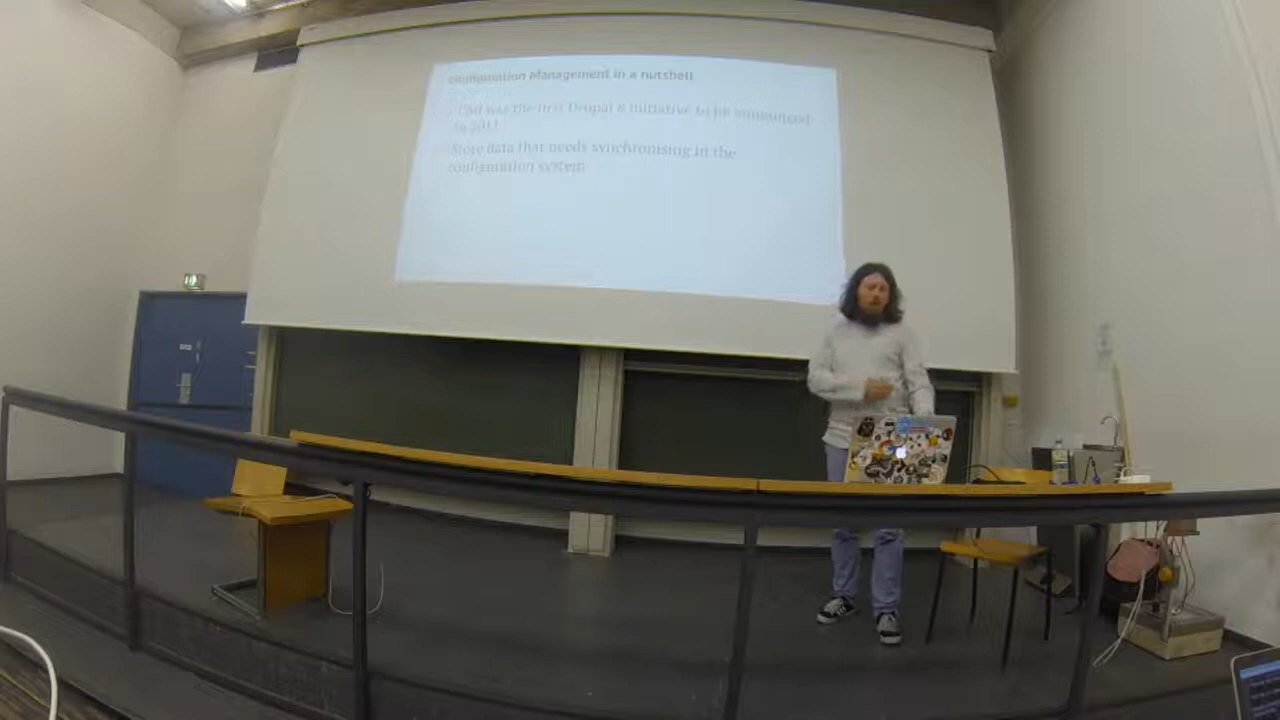 Configuration Management in a nutshell
CMI was the first Drupal 8 initiative to be announced
in 2011
Store data that needs synchronising in the
configuration system